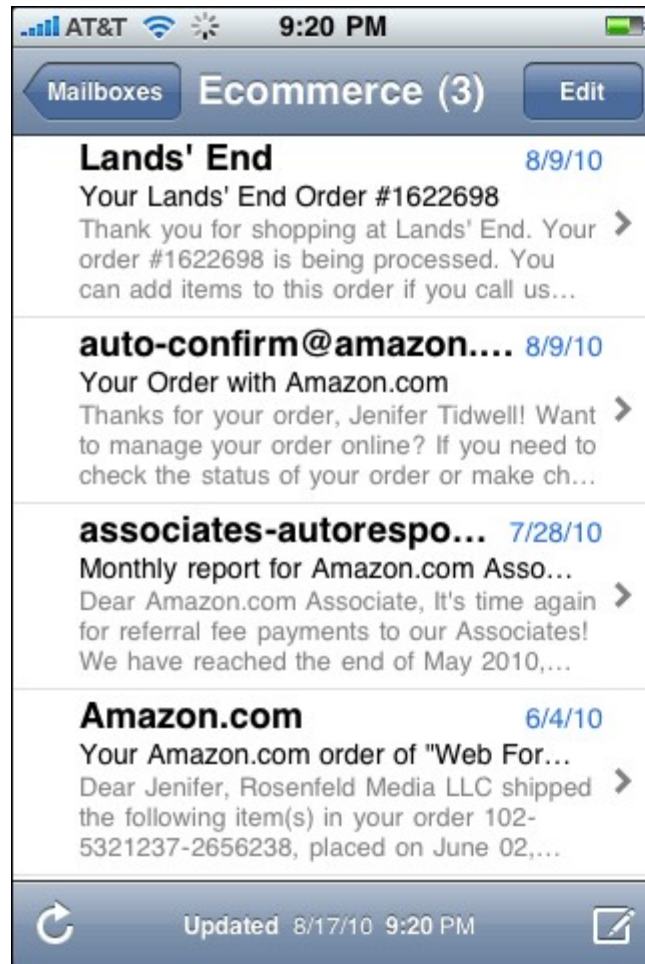 AT&T 9:20 PM
Mailboxes Ecommerce (3) Edit
Lands' End 8/9/10
Your Lands' End Order #1622698
Thank you for shopping at Lands' End. Your
order #1622698 is being processed. You
can add items to this order if you call us...
auto-confirm@amazon.... 8/9/10
Your Order with Amazon.com
Thanks for your order, Jenifer Tidwell! Want
to manage your order online? If you need to
check the status of your order or make ch...
associates-autorespo... 7/28/10
Monthly report for Amazon.com Asso...
Dear Amazon.com Associate, It's time again
for referral fee payments to our Associates!
We have reached the end of May 2010,...
Amazon.com 6/4/10
Your Amazon.com order of "Web For...
Dear Jenifer, Rosenfeld Media LLC shipped
the following item(s) in your order 102-
5321237-2656238, placed on June 02,...
Updated 8/17/10 9:20 PM